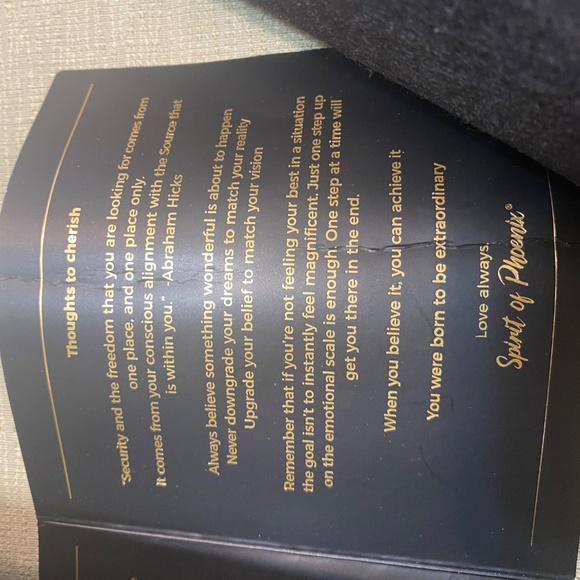 Thoughts to cherish
"Security and the freedom that you are looking for comes from
one place, and one place only.
It comes from your conscious alignment with the Source that
is within you." - Abraham Hicks
Always believe something wonderful is about to happen
Never downgrade your dreams to match your reality
Upgrade your belief to match your vision
Remember that if you're not feeling your best in a situation
the goal isn't to instantly feel magnificent. Just one step up
on the emotional scale is enough. One step at a time will
get you there in the end.
When you believe it, you can achieve it
You were born to be extraordinary
Love always,
Spirit of Phoenix®